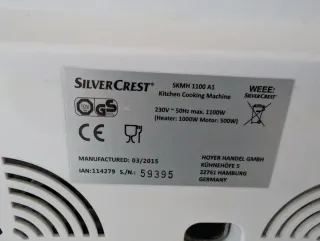 SILVERCREST®
SKMH 1100 A1
Kitchen Cooking Machine
WEEE:
230V ~ 50Hz max. 1100W
(Heater: 1000W Motor: 500W)
GS
CE
MANUFACTURED: 03/2015
IAN: 114279 S./N.: 59395
HOYER HANDEL GMBH
KÜHNEHÖFE 5
22761 HAMBURG
GERMANY